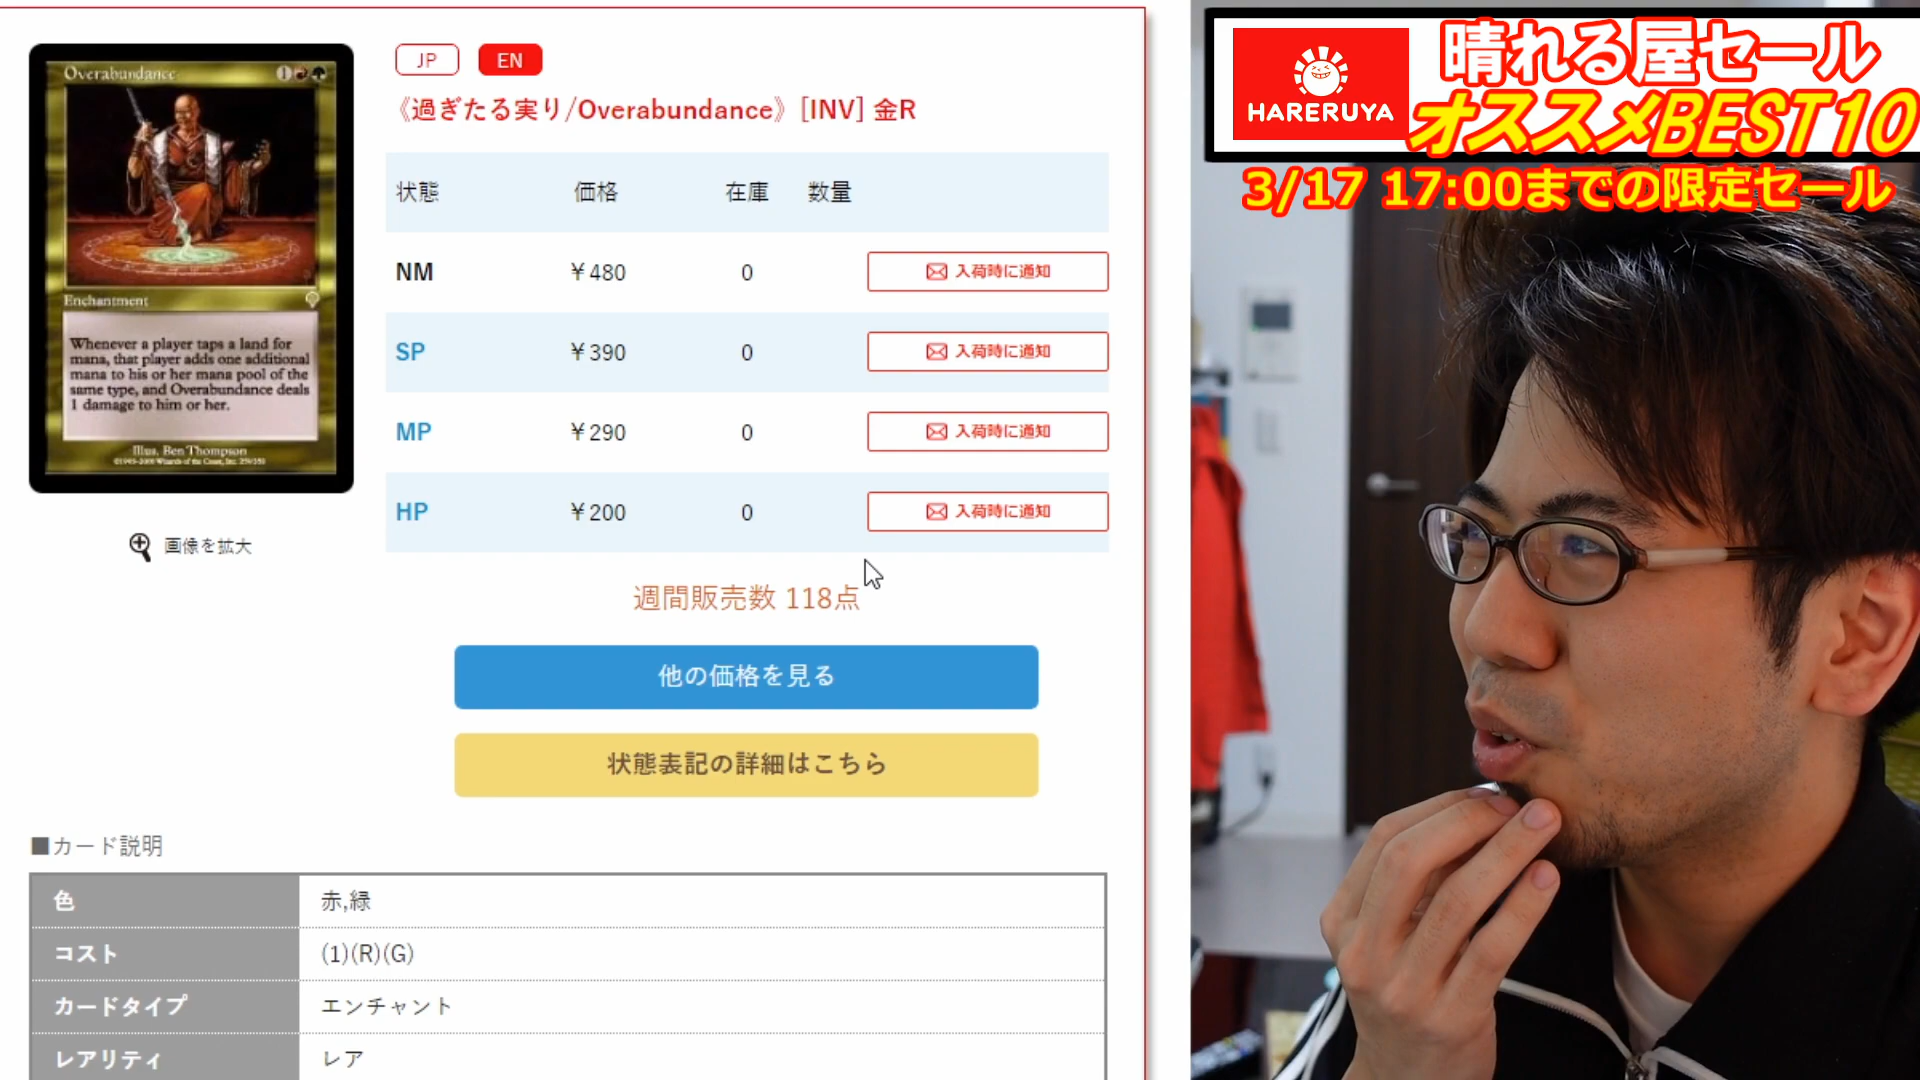 Overabundance
1
Enchantment
Whenever a player taps a land for
mana, that player adds one additional
mana to his or her mana pool of the
same type, and Overabundance deals
1 damage to him or her.
Illus. Ben Thompson
画像を拡大
JP EN
《過ぎたる実り/Overabundance》[INV] 金R
状態 価格 在庫 数量
NM ¥480 0 入荷時に通知
SP ¥390 0 入荷時に通知
MP ¥290 0 入荷時に通知
HP ¥200 0 入荷時に通知
週間販売数 118点
他の価格を見る
状態表記の詳細はこちら
■カード説明
色 赤,緑
コスト (1)(R)(G)
カードタイプ エンチャント
レアリティ レア
HARERUYA
晴れる屋セール
オススメBEST10
3/17 17:00までの限定セール